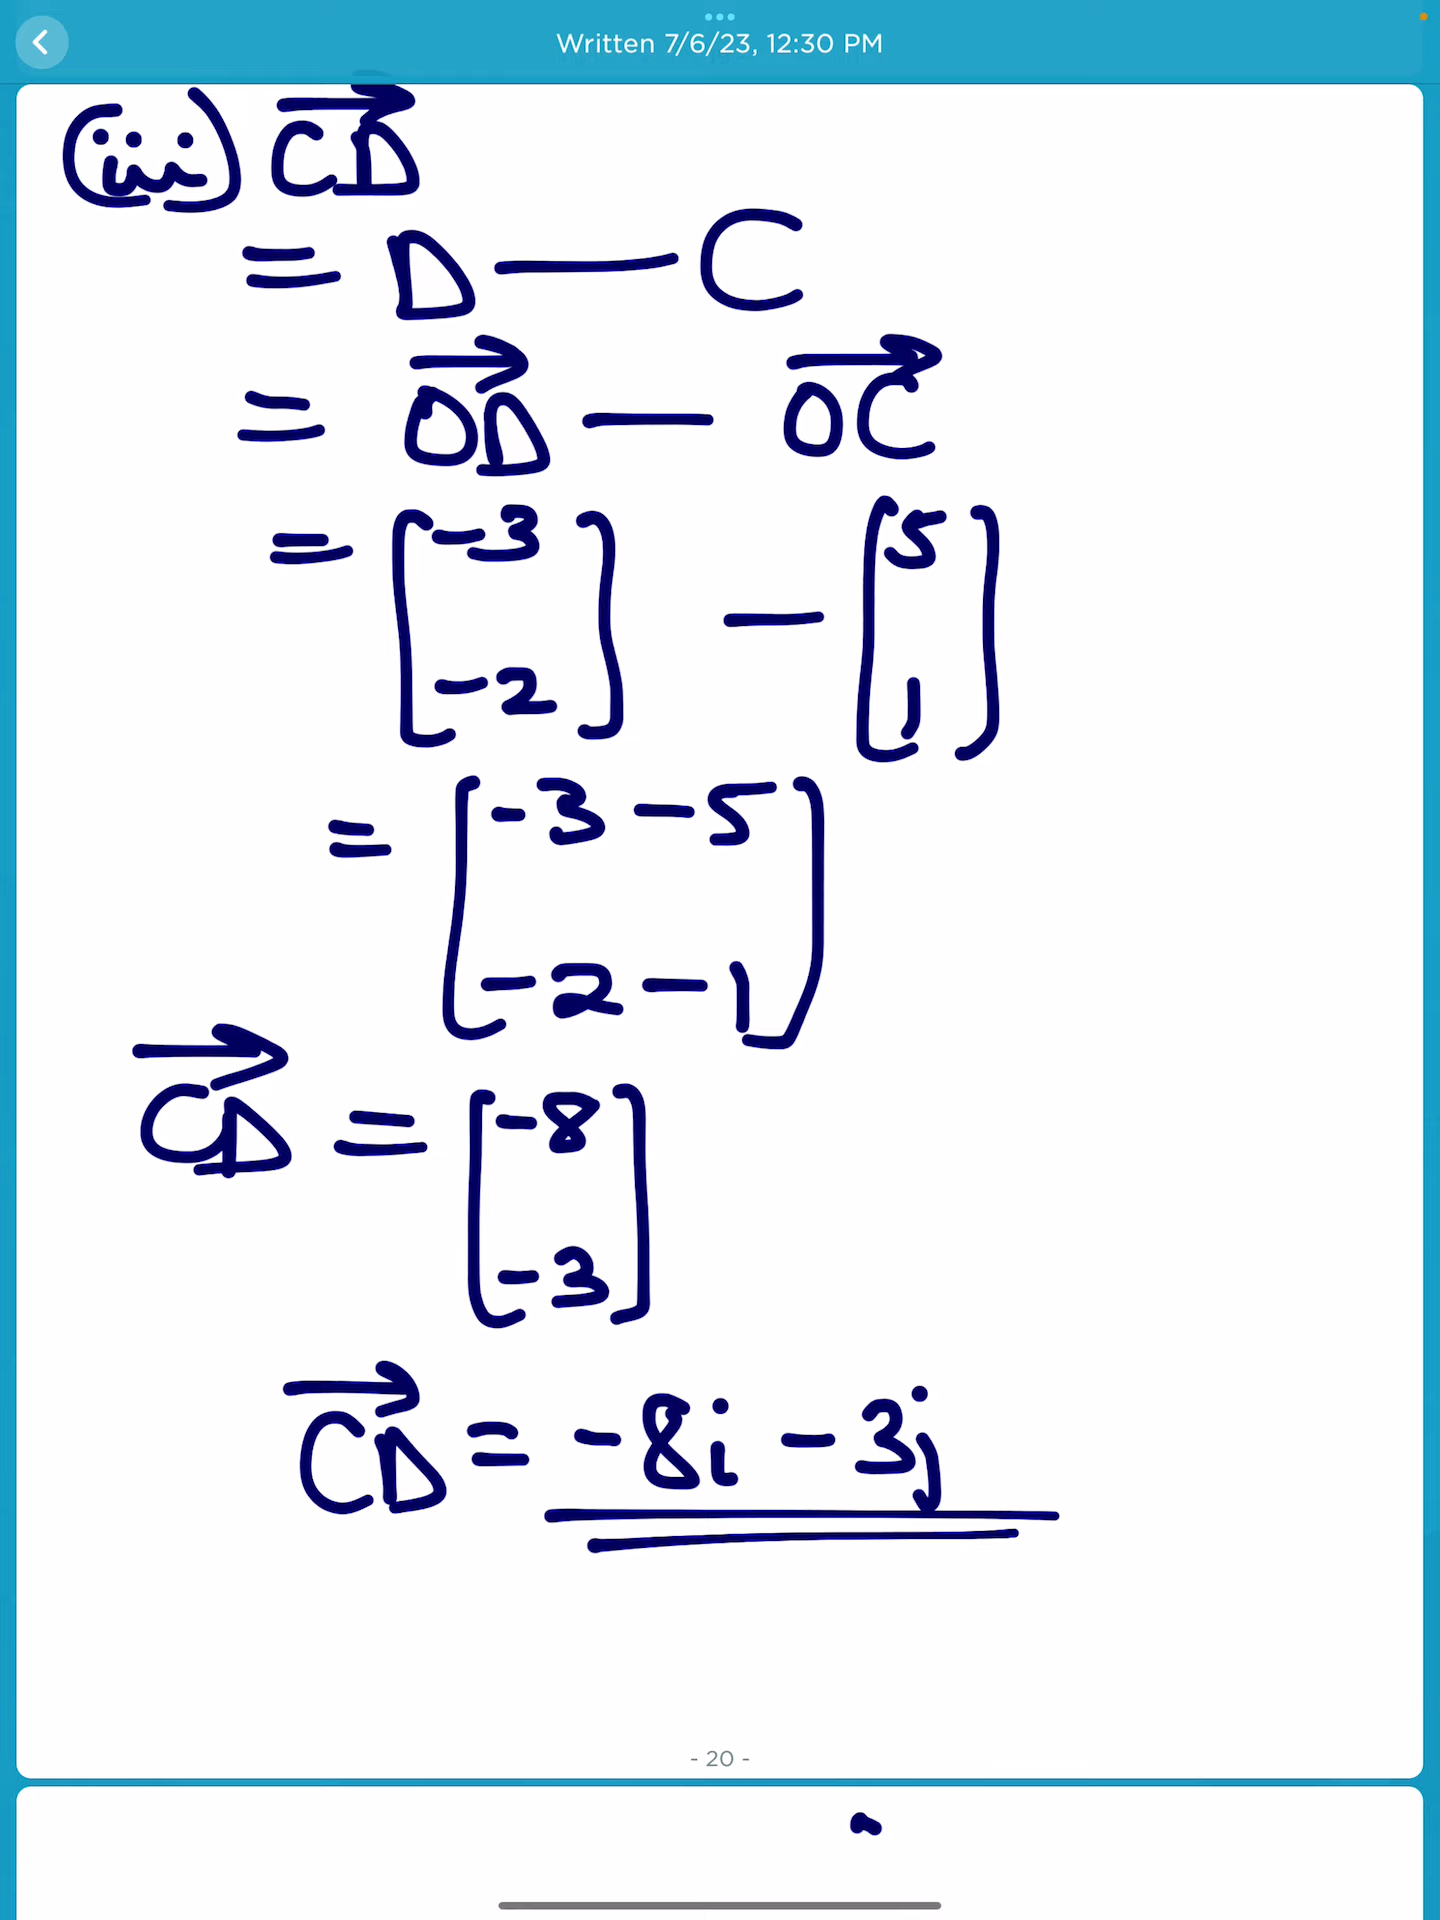 Written 7/6/23, 12:30 PM
(iii) CD
= D — C
= OD — OC
= [-3 -2] — [5 1]
= [-3 -5 -2 -1]
CD = [-8 -3]
CD = -8i -3j
- 20 -